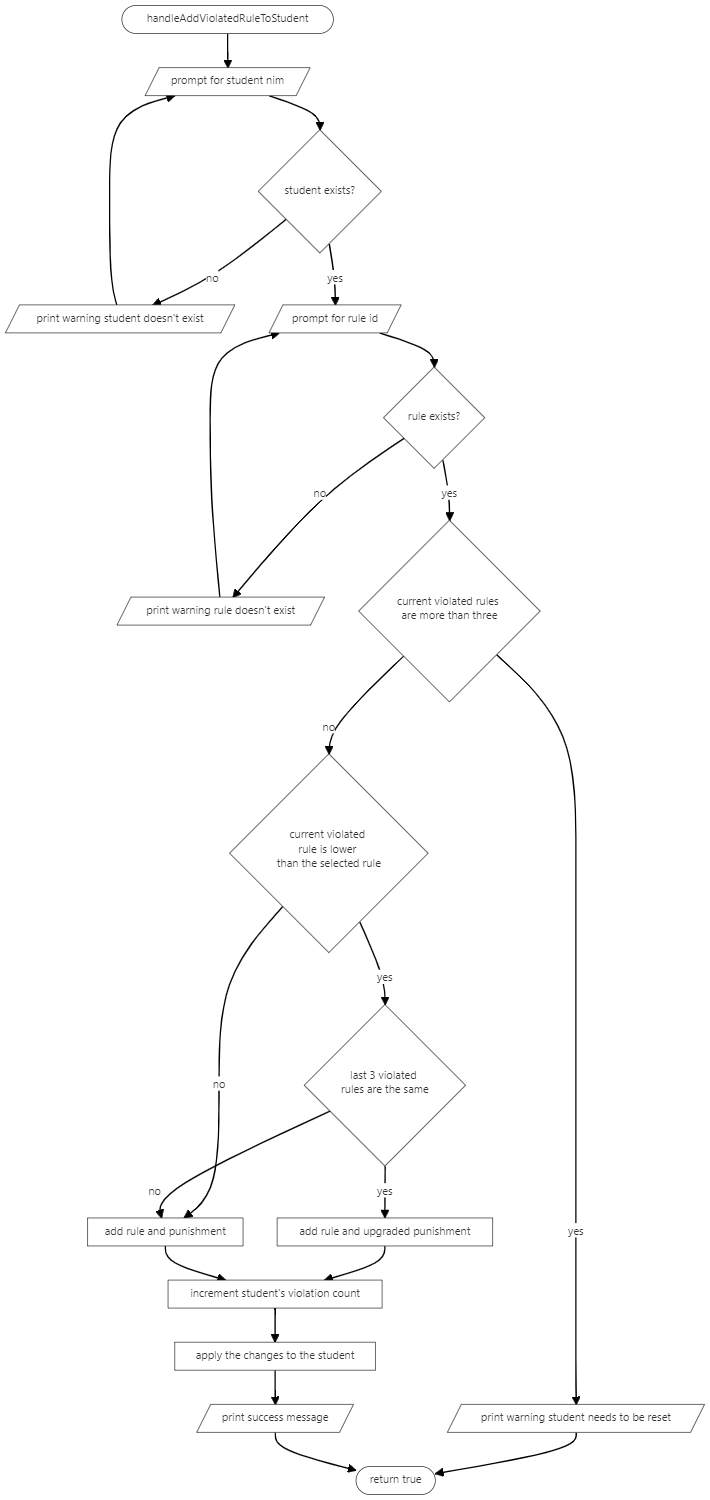 handleAddViolatedRuleToStudent
prompt for student nim
student exists?
no
yes
print warning student doesn't exist
prompt for rule id
rule exists?
no
yes
print warning rule doesn't exist
current violated rules
are more than three
no
current violated
rule is lower
than the selected rule
yes
last 3 violated
rules are the same
no
no
yes
add rule and punishment
add rule and upgraded punishment
yes
increment student's violation count
apply the changes to the student
print success message
print warning student needs to be reset
return true